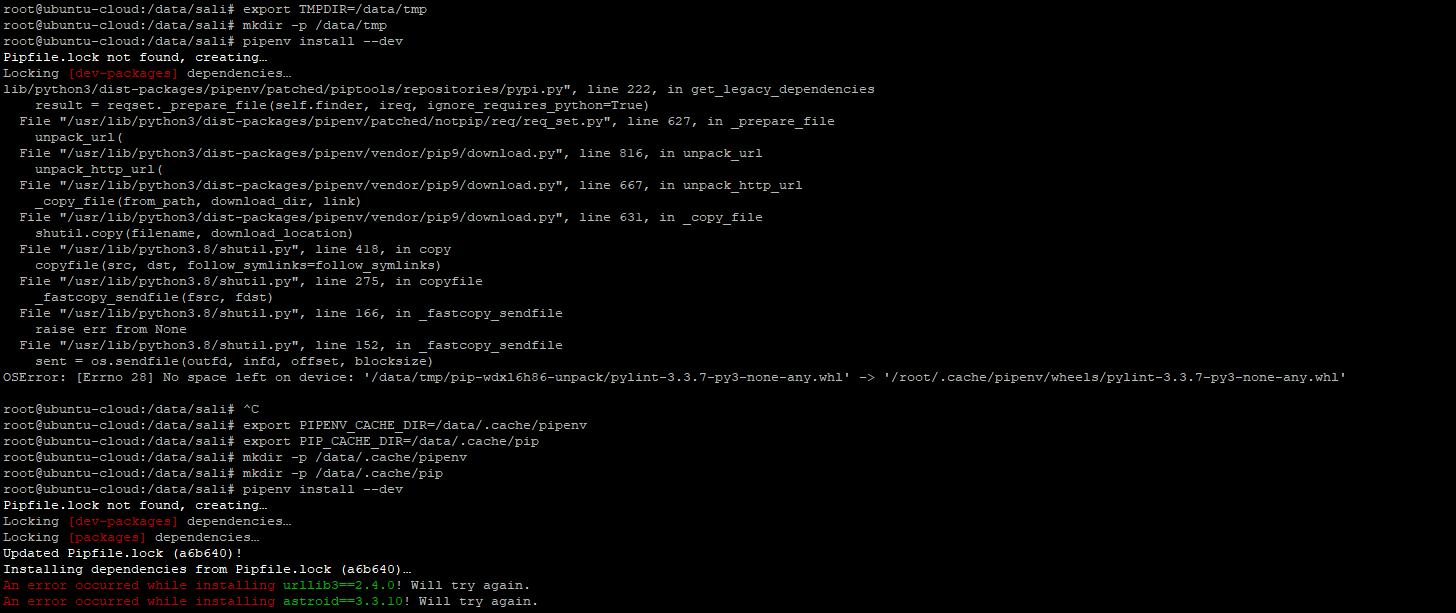 root@ubuntu-cloud:/data/sali# export TMPDIR=/data/tmp
root@ubuntu-cloud:/data/sali# mkdir -p /data/tmp
root@ubuntu-cloud:/data/sali# pipenv install --dev
Pipfile.lock not found, creating…
Locking [dev-packages] dependencies…
lib/python3/dist-packages/pipenv/patched/piptools/repositories/pypi.py", line 222, in get_legacy_dependencies
    result = reqset._prepare_file(self.finder, ireq, ignore_requires_python=True)
  File "/usr/lib/python3/dist-packages/pipenv/patched/notpip/req/req_set.py", line 627, in _prepare_file
    unpack_url(
  File "/usr/lib/python3/dist-packages/pipenv/vendor/pip9/download.py", line 816, in unpack_url
    unpack_http_url(
  File "/usr/lib/python3/dist-packages/pipenv/vendor/pip9/download.py", line 667, in unpack_http_url
    _copy_file(from_path, download_dir, link)
  File "/usr/lib/python3/dist-packages/pipenv/vendor/pip9/download.py", line 631, in _copy_file
    shutil.copy(filename, download_location)
  File "/usr/lib/python3.8/shutil.py", line 418, in copy
    copyfile(src, dst, follow_symlinks=follow_symlinks)
  File "/usr/lib/python3.8/shutil.py", line 275, in copyfile
    _fastcopy_sendfile(fsrc, fdst)
  File "/usr/lib/python3.8/shutil.py", line 166, in _fastcopy_sendfile
    raise err from None
  File "/usr/lib/python3.8/shutil.py", line 152, in _fastcopy_sendfile
    sent = os.sendfile(outfd, infd, offset, blocksize)
OSError: [Errno 28] No space left on device: '/data/tmp/pip-wdxl6h86-unpack/pylint-3.3.7-py3-none-any.whl' -> '/root/.cache/pipenv/wheels/pylint-3.3.7-py3-none-any.whl'
root@ubuntu-cloud:/data/sali# ^C
root@ubuntu-cloud:/data/sali# export PIPENV_CACHE_DIR=/data/.cache/pipenv
root@ubuntu-cloud:/data/sali# export PIP_CACHE_DIR=/data/.cache/pip
root@ubuntu-cloud:/data/sali# mkdir -p /data/.cache/pipenv
root@ubuntu-cloud:/data/sali# mkdir -p /data/.cache/pip
root@ubuntu-cloud:/data/sali# pipenv install --dev
Pipfile.lock not found, creating…
Locking [dev-packages] dependencies…
Locking [packages] dependencies…
Updated Pipfile.lock (a6b640)!
Installing dependencies from Pipfile.lock (a6b640)…
An error occurred while installing urllib3==2.4.0! Will try again.
An error occurred while installing astroid==3.3.10! Will try again.